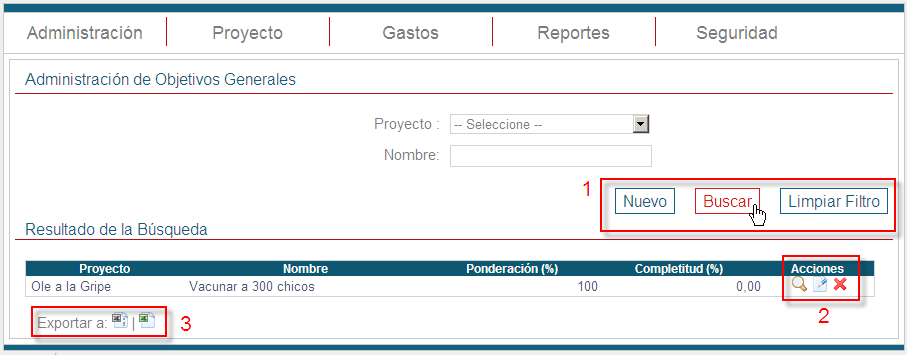 Administración Proyecto Gastos Reportes Seguridad
Administración de Objetivos Generales
Proyecto : -- Seleccione --
Nombre:
1
Nuevo Buscar Limpiar Filtro
Resultado de la Búsqueda
Proyecto Nombre Ponderación (%) Completitud (%) Acciones
Ole a la Gripe Vacunar a 300 chicos 100 0,00
Exportar a: | 3
2